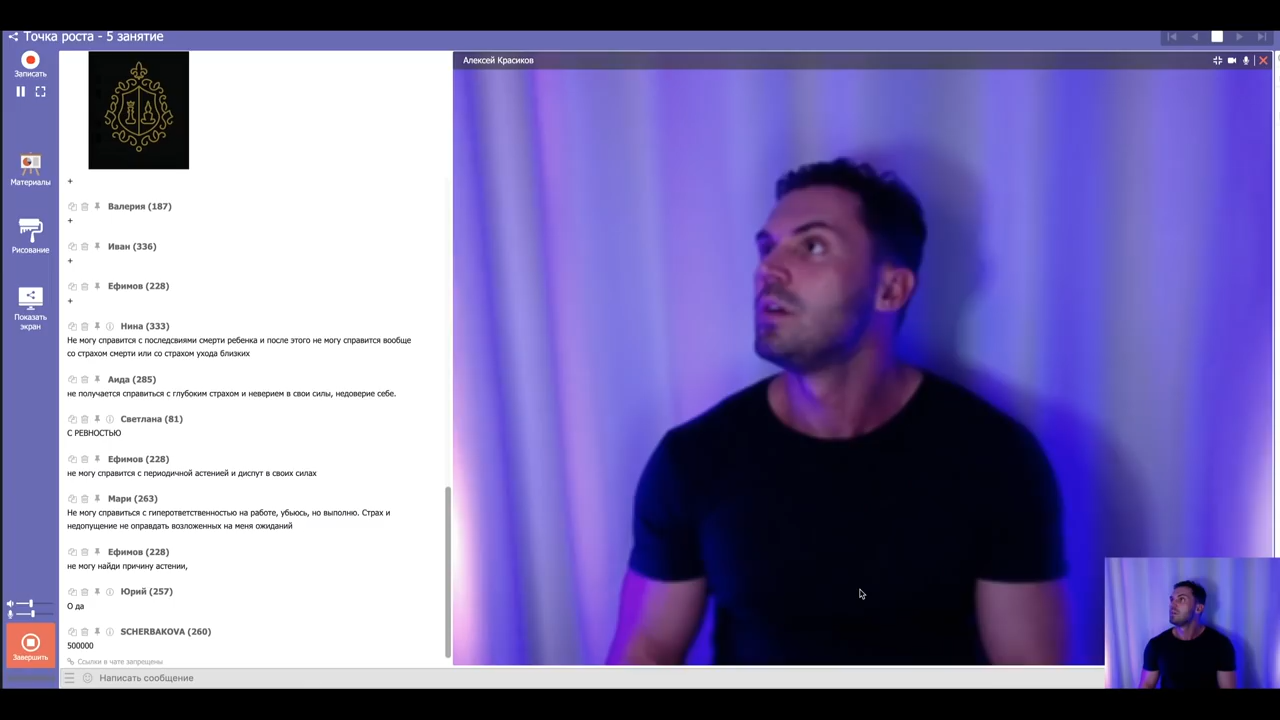 Точка роста - 5 занятие
Записать
Материалы
Рисование
Показать
экран
Завершить
+
Валерия (187)
+
Иван (336)
+
Ефимов (228)
+
Нина (333)
Не могу справится с последсвиями смерти ребенка и после этого не могу справится вообще
со страхом смерти или со страхом ухода близких
Аида (285)
не получается справиться с глубоким страхом и неверием в свои силы, недоверие себе.
Светлана (81)
С РЕВНОСТЬЮ
Ефимов (228)
не могу справится с периодичной астенией и диспут в своих силах
Мари (263)
Не могу справиться с гиперответственностью на работе, убьюсь, но выполню. Страх и
недопущение не оправдать возложенных на меня ожиданий
Ефимов (228)
не могу найди причину астении,
Юрий (257)
О да
SCHERBAKOVA (260)
500000
Ссылки в чате запрещены
Написать сообщение
Алексей Красиков